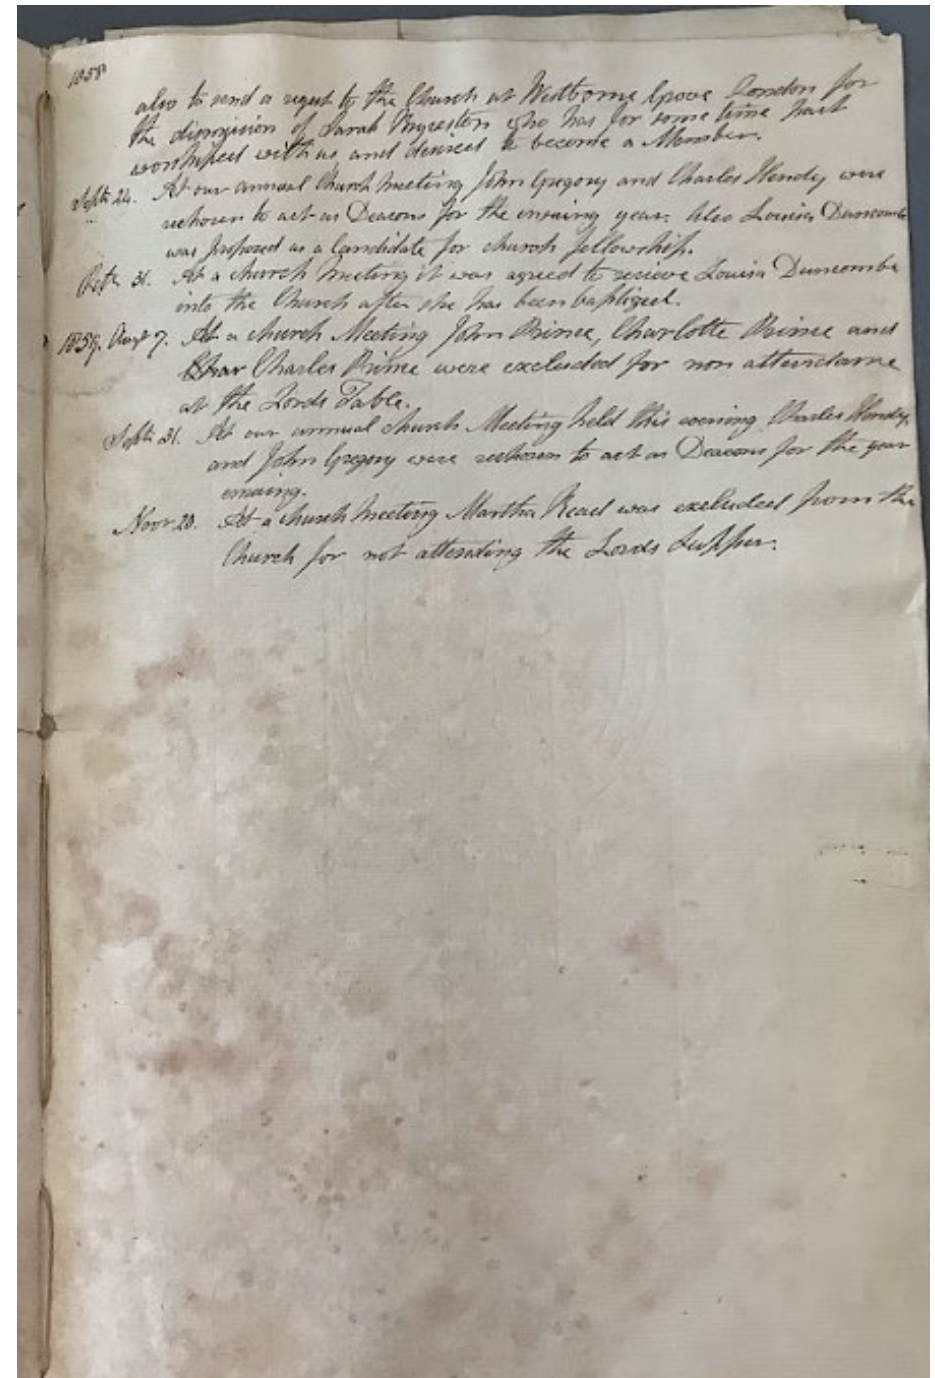 1858
also to send a request to the Church at Westborne Grove London for
the dismission of Sarah who has for some time past
worshiped with us and desires to become a Member.
Septr 24. At our annual Church Meeting John Gregory and Charles Hendy were
rechosen to act as Deacons for the ensuing year. Also Louisa Duncombe
was proposed as a Candidate for church fellowship.
Octr 31. At a church Meeting it was agreed to recieve Louisa Duncombe
into the Church after she has been baptized.
1859. Augt 7. At a church Meeting John Prince, Charlotte Prince and
Char Charles Prince were excluded for non attendance
at the Lords Table.
Septr At our annual church Meeting held this evening Charles Hendy,
and John Gregory were rechosen to act as Deacons for the year
ensuing.
Novr 20. At a church Meeting Martha Read was excluded from the
Church for not attending the Lords Supper.